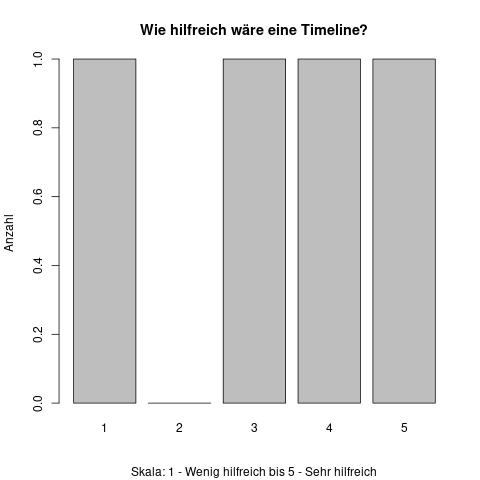 Wie hilfreich wäre eine Timeline?
Anzahl
1.0
0.8
0.6
0.4
0.2
0.0
1 2 3 4 5
Skala: 1 - Wenig hilfreich bis 5 - Sehr hilfreich